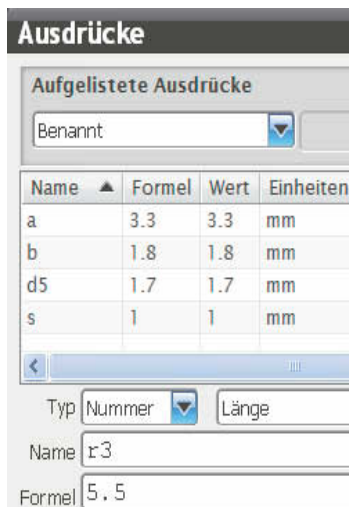 Ausdrücke
Aufgelistete Ausdrücke
Benannt
Name Formel Wert Einheiten
a 3.3 3.3 mm
b 1.8 1.8 mm
d5 1.7 1.7 mm
s 1 1 mm
Typ Nummer Länge
Name r3
Formel 5.5